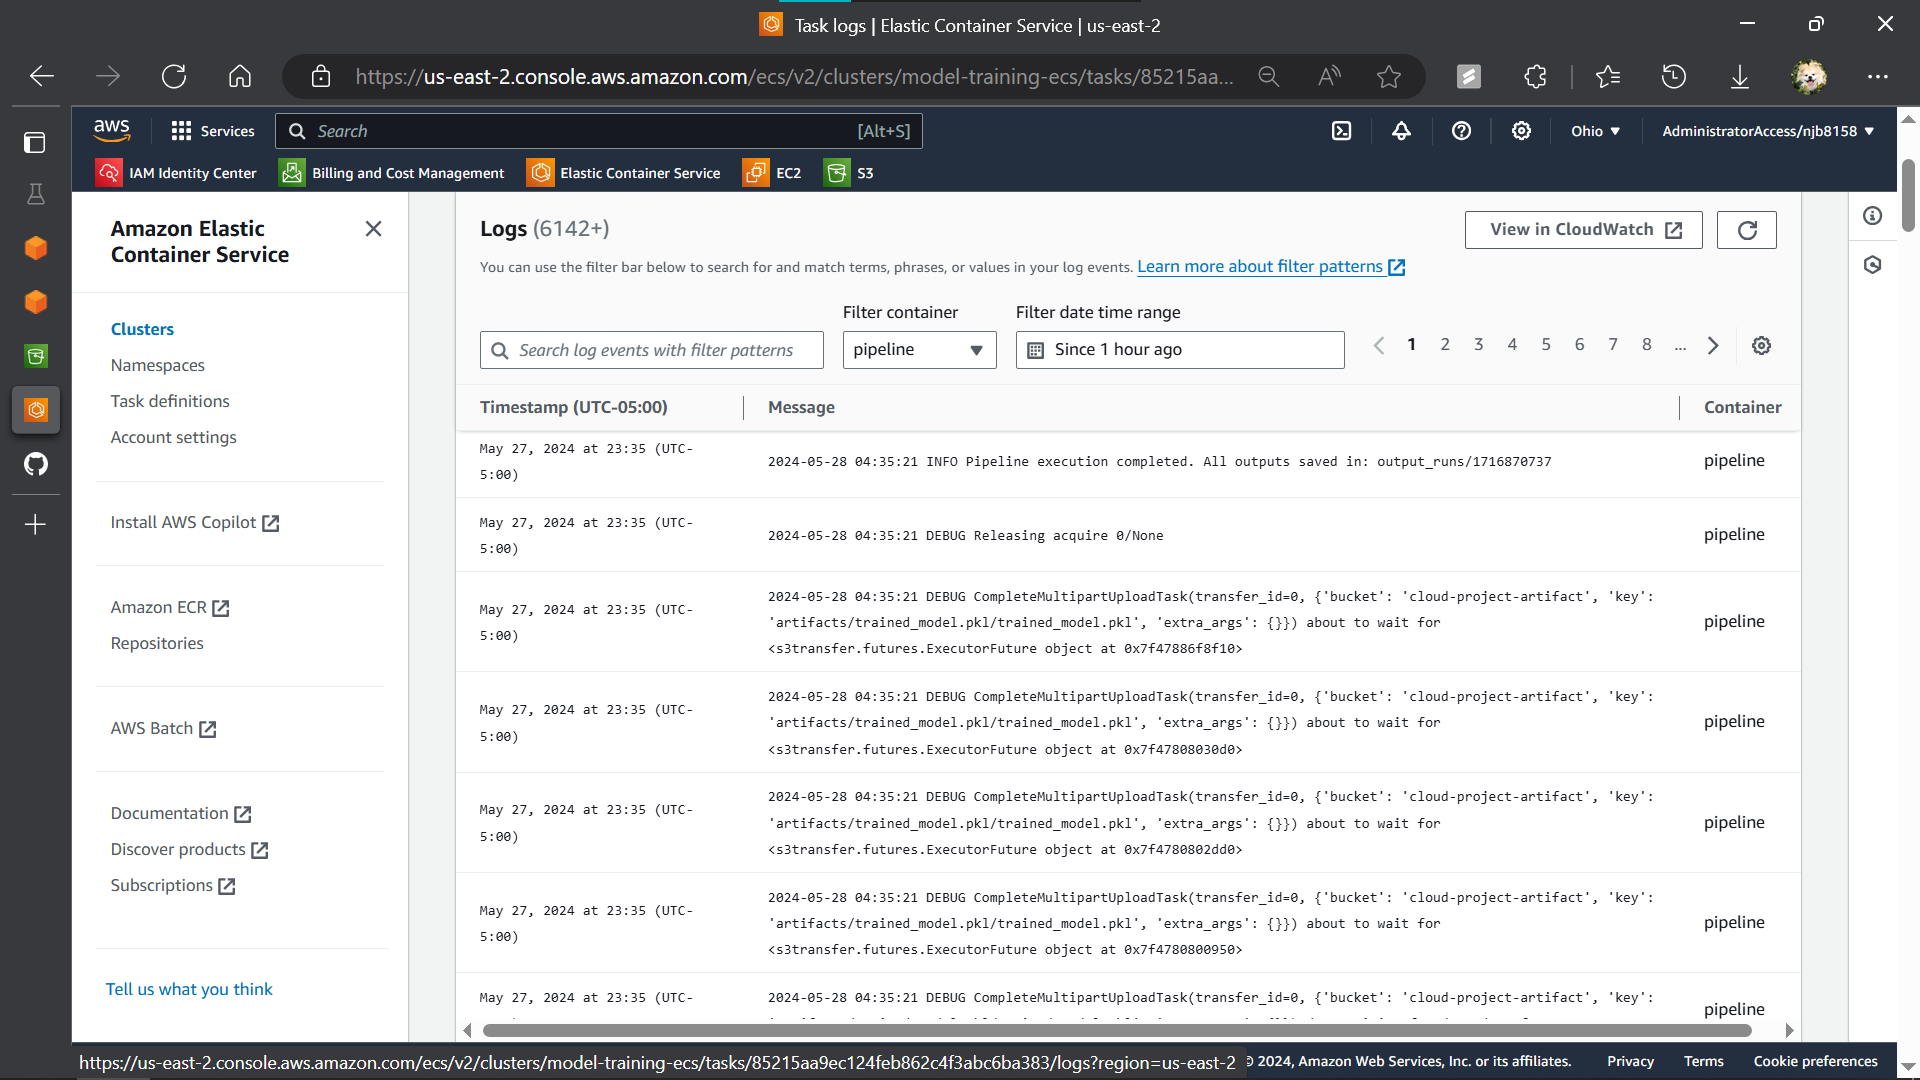 Task logs | Elastic Container Service | us-east-2
https://us-east-2.console.aws.amazon.com/ecs/v2/clusters/model-training-ecs/tasks/85215aa...
aws
Services
Search
[Alt+S]
Ohio
AdministratorAccess/njb8158
IAM Identity Center
Billing and Cost Management
Elastic Container Service
EC2
S3
Amazon Elastic
Container Service
Clusters
Namespaces
Task definitions
Account settings
Install AWS Copilot
Amazon ECR
Repositories
AWS Batch
Documentation
Discover products
Subscriptions
Tell us what you think
Logs (6142+)
View in CloudWatch
You can use the filter bar below to search for and match terms, phrases, or values in your log events. Learn more about filter patterns
Filter container
Filter date time range
Search log events with filter patterns
pipeline
Since 1 hour ago
1 2 3 4 5 6 7 8 ...
Timestamp (UTC-05:00)
Message
Container
May 27, 2024 at 23:35 (UTC-
5:00)
2024-05-28 04:35:21 INFO Pipeline execution completed. All outputs saved in: output_runs/1716870737
pipeline
May 27, 2024 at 23:35 (UTC-
5:00)
2024-05-28 04:35:21 DEBUG Releasing acquire 0/None
pipeline
May 27, 2024 at 23:35 (UTC-
5:00)
2024-05-28 04:35:21 DEBUG CompleteMultipartUploadTask(transfer_id=0, {'bucket': 'cloud-project-artifact', 'key':
'artifacts/trained_model.pkl/trained_model.pkl', 'extra_args': {}}) about to wait for
<s3transfer.futures.ExecutorFuture object at 0x7f47886f8f10>
pipeline
May 27, 2024 at 23:35 (UTC-
5:00)
2024-05-28 04:35:21 DEBUG CompleteMultipartUploadTask(transfer_id=0, {'bucket': 'cloud-project-artifact', 'key':
'artifacts/trained_model.pkl/trained_model.pkl', 'extra_args': {}}) about to wait for
<s3transfer.futures.ExecutorFuture object at 0x7f47808030d0>
pipeline
May 27, 2024 at 23:35 (UTC-
5:00)
2024-05-28 04:35:21 DEBUG CompleteMultipartUploadTask(transfer_id=0, {'bucket': 'cloud-project-artifact', 'key':
'artifacts/trained_model.pkl/trained_model.pkl', 'extra_args': {}}) about to wait for
<s3transfer.futures.ExecutorFuture object at 0x7f4780802dd0>
pipeline
May 27, 2024 at 23:35 (UTC-
5:00)
2024-05-28 04:35:21 DEBUG CompleteMultipartUploadTask(transfer_id=0, {'bucket': 'cloud-project-artifact', 'key':
'artifacts/trained_model.pkl/trained_model.pkl', 'extra_args': {}}) about to wait for
<s3transfer.futures.ExecutorFuture object at 0x7f4780800950>
pipeline
May 27, 2024 at 23:35 (UTC-
2024-05-28 04:35:21 DEBUG CompleteMultipartUploadTask(transfer_id=0, {'bucket': 'cloud-project-artifact', 'key':
pipeline
https://us-east-2.console.aws.amazon.com/ecs/v2/clusters/model-training-ecs/tasks/85215aa9ec124feb862c4f3abc6ba383/logs?region=us-east-2
© 2024, Amazon Web Services, Inc. or its affiliates.
Privacy
Terms
Cookie preferences